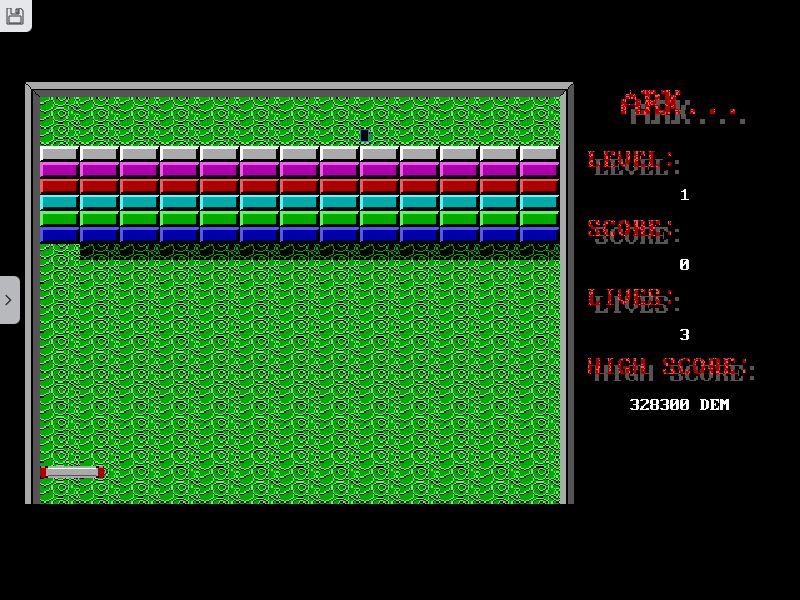 ARK...
LEVEL:
1
SCORE:
0
LIVES:
3
HIGH SCORE:
328300 DEM